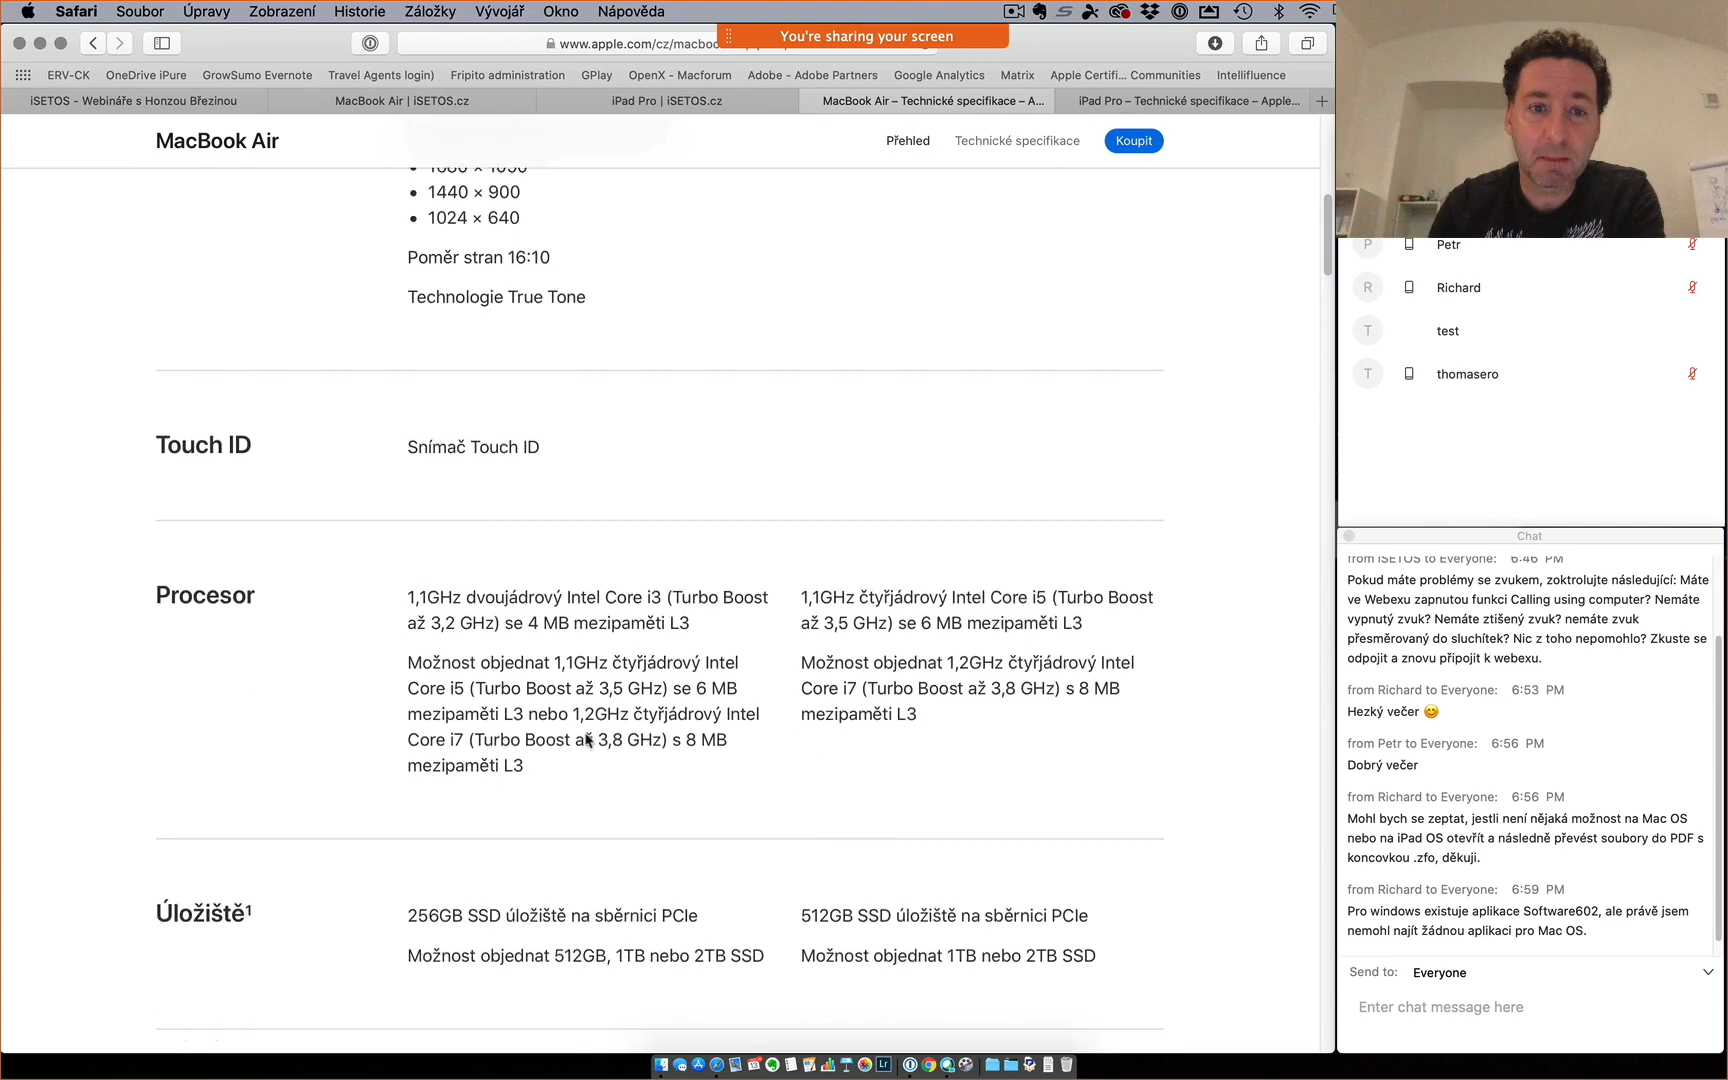 Safari Soubor Úpravy Zobrazení Historie Záložky Vývojář Okno Nápověda
You're sharing your screen
www.apple.com/cz/macbo
ERV-CK OneDrive iPure GrowSumo Evernote Travel Agents login) Fripito administration GPlay OpenX - Macforum Adobe - Adobe Partners Google Analytics Matrix Apple Certifi... Communities Intellifluence
iSETOS - Webináře s Honzou Březinou MacBook Air | iSETOS.cz iPad Pro | iSETOS.cz MacBook Air – Technické specifikace – A... iPad Pro – Technické specifikace – Apple...
MacBook Air
Přehled Technické specifikace Koupit
1680 × 1050
1440 × 900
1024 × 640
Poměr stran 16:10
Technologie True Tone
Touch ID
Snímač Touch ID
Procesor
1,1GHz dvoujádrový Intel Core i3 (Turbo Boost
až 3,2 GHz) se 4 MB mezipaměti L3
Možnost objednat 1,1GHz čtyřjádrový Intel
Core i5 (Turbo Boost až 3,5 GHz) se 6 MB
mezipaměti L3 nebo 1,2GHz čtyřjádrový Intel
Core i7 (Turbo Boost až 3,8 GHz) s 8 MB
mezipaměti L3
1,1GHz čtyřjádrový Intel Core i5 (Turbo Boost
až 3,5 GHz) se 6 MB mezipaměti L3
Možnost objednat 1,2GHz čtyřjádrový Intel
Core i7 (Turbo Boost až 3,8 GHz) s 8 MB
mezipaměti L3
Úložiště¹
256GB SSD úložiště na sběrnici PCIe
Možnost objednat 512GB, 1TB nebo 2TB SSD
512GB SSD úložiště na sběrnici PCIe
Možnost objednat 1TB nebo 2TB SSD
P Petr
R Richard
T test
T thomasero
Chat
from iSETOS to Everyone: 6:46 PM
Pokud máte problémy se zvukem, zoktrolujte následující: Máte
ve Webexu zapnutou funkci Calling using computer? Nemáte
vypnutý zvuk? Nemáte ztišený zvuk? nemáte zvuk
přesměrovaný do sluchítek? Nic z toho nepomohlo? Zkuste se
odpojit a znovu připojit k webexu.
from Richard to Everyone: 6:53 PM
Hezký večer 😊
from Petr to Everyone: 6:56 PM
Dobrý večer
from Richard to Everyone: 6:56 PM
Mohl bych se zeptat, jestli není nějaká možnost na Mac OS
nebo na iPad OS otevřít a následně převést soubory do PDF s
koncovkou .zfo, děkuji.
from Richard to Everyone: 6:59 PM
Pro windows existuje aplikace Software602, ale právě jsem
nemohl najít žádnou aplikaci pro Mac OS.
Send to: Everyone
Enter chat message here